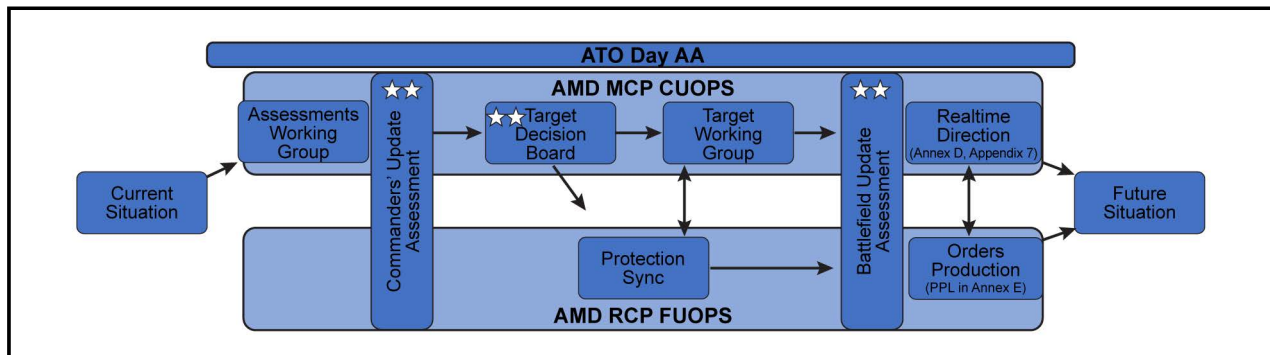 ATO Day AA
AMD MCP CUOPS
Assessments
Working
Group
Commanders' Update
Assessment
Target
Decision
Board
Target
Working
Group
Battlefield Update
Assessment
Realtime
Direction
(Annex D, Appendix 7)
Current
Situation
Future
Situation
Protection
Sync
Orders
Production
(PPL in Annex E)
AMD RCP FUOPS